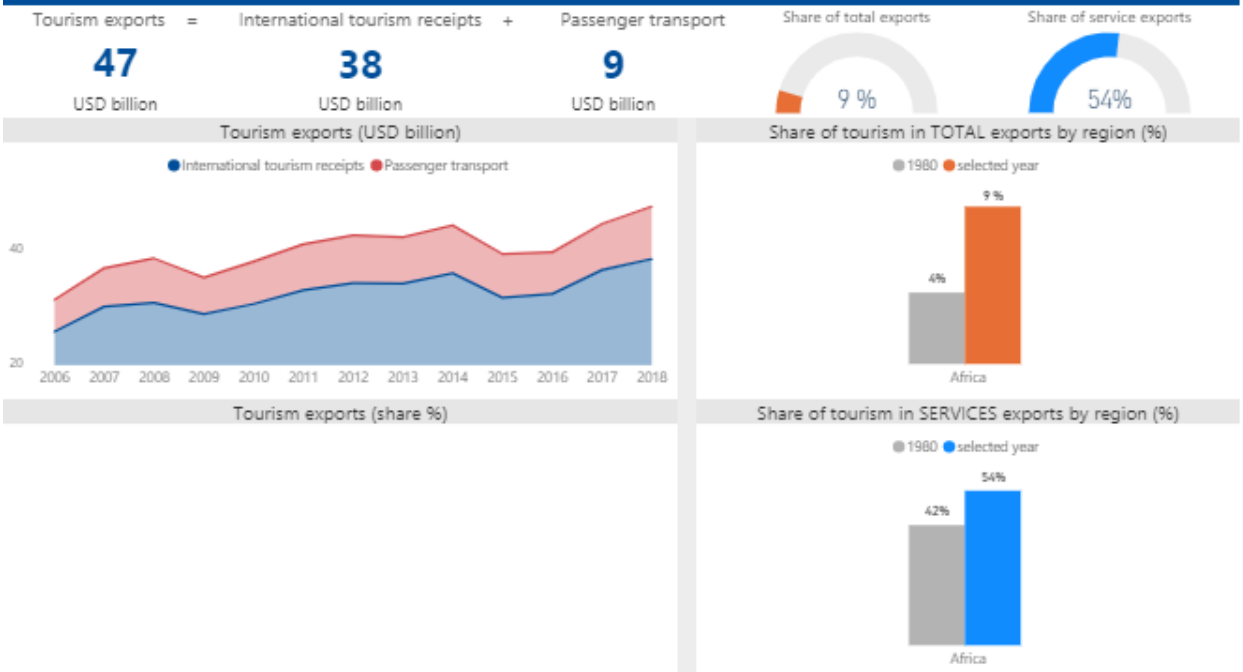 Tourism exports = International tourism receipts + Passenger transport
47 38 9
USD billion USD billion USD billion
Share of total exports
9 %
Share of service exports
54%
Tourism exports (USD billion)
International tourism receipts Passenger transport
40
20
2006 2007 2008 2009 2010 2011 2012 2013 2014 2015 2016 2017 2018
Share of tourism in TOTAL exports by region (%)
1980 selected year
9 %
4%
Africa
Tourism exports (share %)
Share of tourism in SERVICES exports by region (%)
1980 selected year
54%
42%
Africa